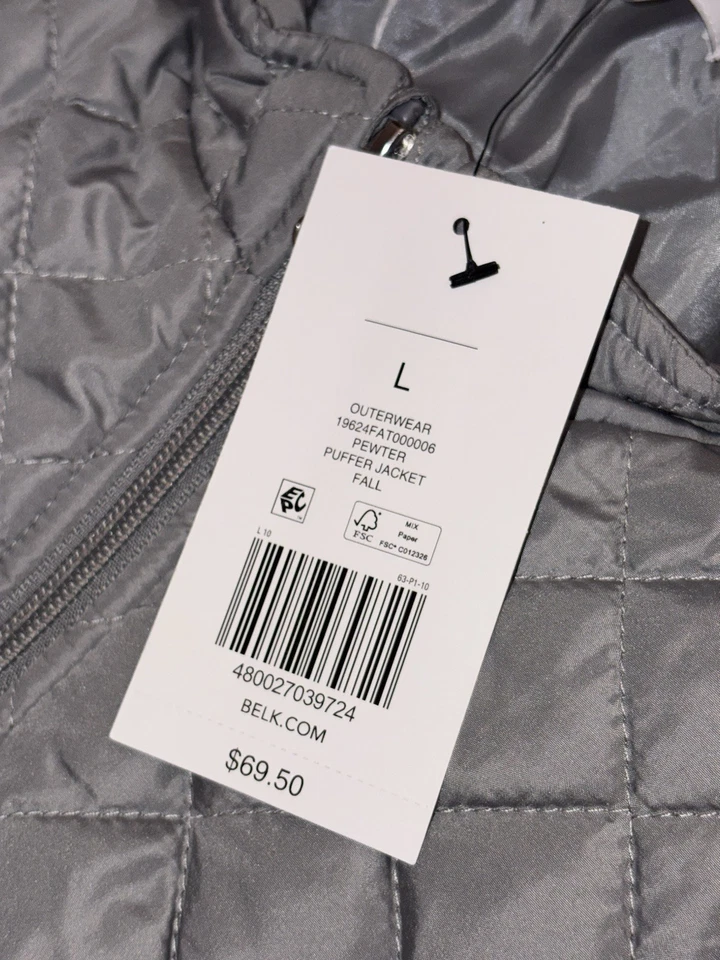 L
OUTERWEAR
19624FAT000006
PEWTER
PUFFER JACKET
FALL
EPC™
FSC
MIX
Paper
FSC® C012326
L 10
63-P1-10
480027039724
BELK.COM
$69.50